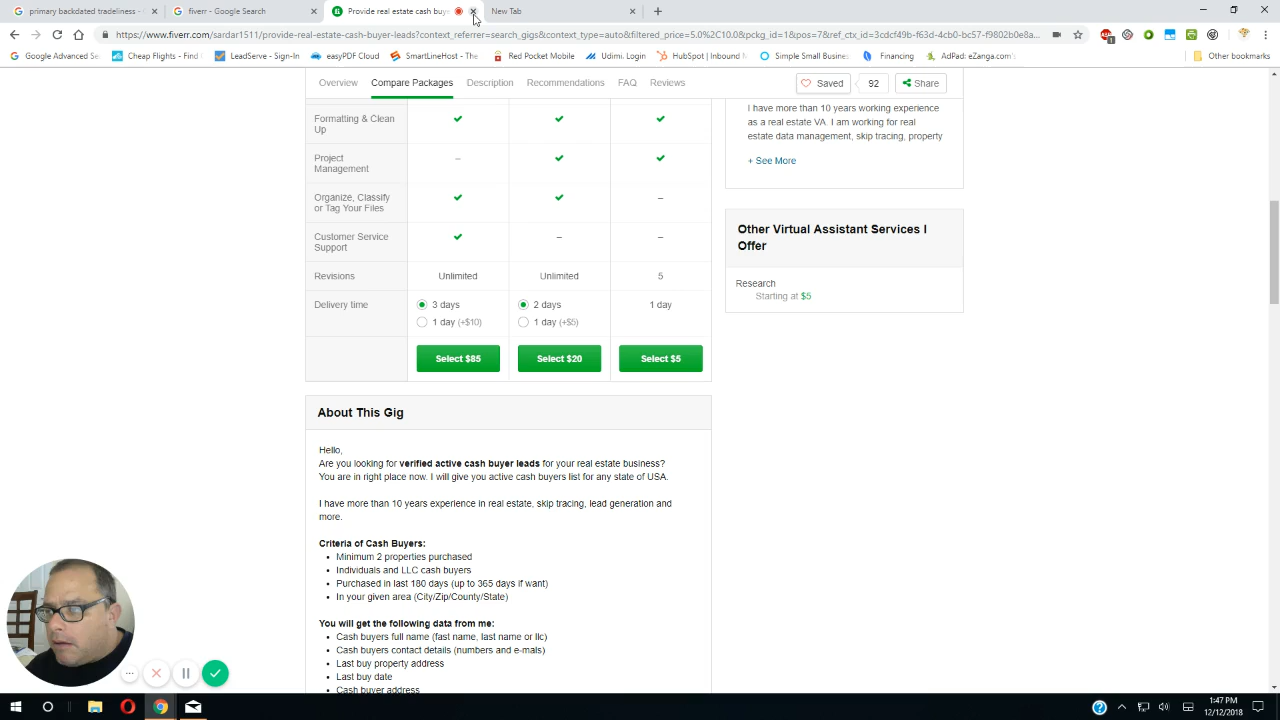 primary backdated tradeliness - G
fiverr - Google Search
Provide real estate cash buye
New Tab
https://www.fiverr.com/sardar1511/provide-real-estate-cash-buyer-leads?context_referrer=search_gigs&context_type=auto&filtered_price=5.0%2C10.0&pckg_id=1&pos=7&ref_ctx_id=3cdcf49b-f63d-4cb0-bc57-f9802b0e8a...
Google Advanced Se
Cheap Flights - Find
LeadServe - Sign-In
easyPDF Cloud
SmartLineHost - The
Red Pocket Mobile
Udimi. Login
HubSpot | Inbound M
Simple Small Busines
Financing
AdPad: eZanga.com's
Other bookmarks
Overview
Compare Packages
Description
Recommendations
FAQ
Reviews
Saved
92
Share
Formatting & Clean
Up
Project
Management
–
Organize, Classify
or Tag Your Files
–
Customer Service
Support
– –
Revisions Unlimited Unlimited 5
Delivery time 3 days 2 days 1 day
1 day (+$10) 1 day (+$5)
Select $85 Select $20 Select $5
I have more than 10 years working experience
as a real estate VA. I am working for real
estate data management, skip tracing, property
+ See More
Other Virtual Assistant Services I
Offer
Research
Starting at $5
About This Gig
Hello,
Are you looking for verified active cash buyer leads for your real estate business?
You are in right place now. I will give you active cash buyers list for any state of USA.
I have more than 10 years experience in real estate, skip tracing, lead generation and
more.
Criteria of Cash Buyers:
• Minimum 2 properties purchased
• Individuals and LLC cash buyers
• Purchased in last 180 days (up to 365 days if want)
• In your given area (City/Zip/County/State)
You will get the following data from me:
• Cash buyers full name (fast name, last name or llc)
• Cash buyers contact details (numbers and e-mals)
• Last buy property address
• Last buy date
• Cash buyer address
1:47 PM
12/12/2018